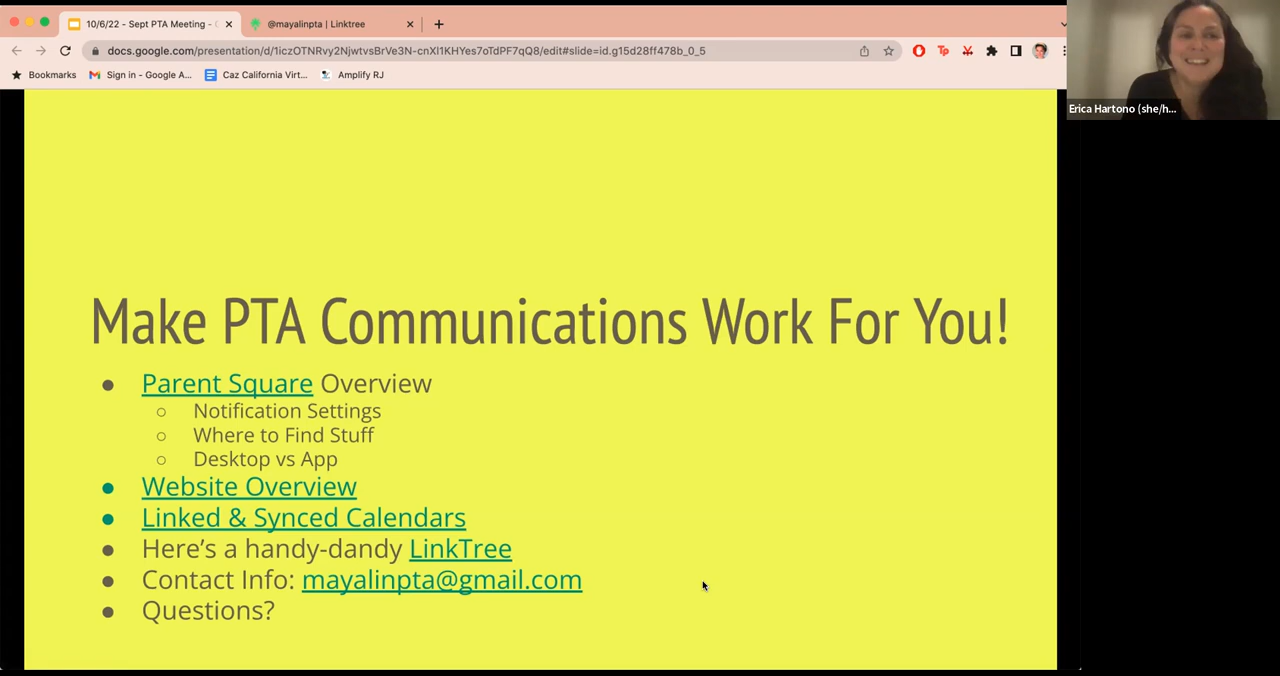 10/6/22 - Sept PTA Meeting -
@mayalinpta | Linktree
docs.google.com/presentation/d/1iczOTNRvy2NjwtvsBrVe3N-cnXl1KHYes7oTdPF7qQ8/edit#slide=id.g15d28ff478b_0_5
Tp
Bookmarks
Sign in - Google A...
Caz California Virt...
Amplify RJ
Erica Hartono (she/h...
Make PTA Communications Work For You!
Parent Square Overview
Notification Settings
Where to Find Stuff
Desktop vs App
Website Overview
Linked & Synced Calendars
Here's a handy-dandy LinkTree
Contact Info: mayalinpta@gmail.com
Questions?